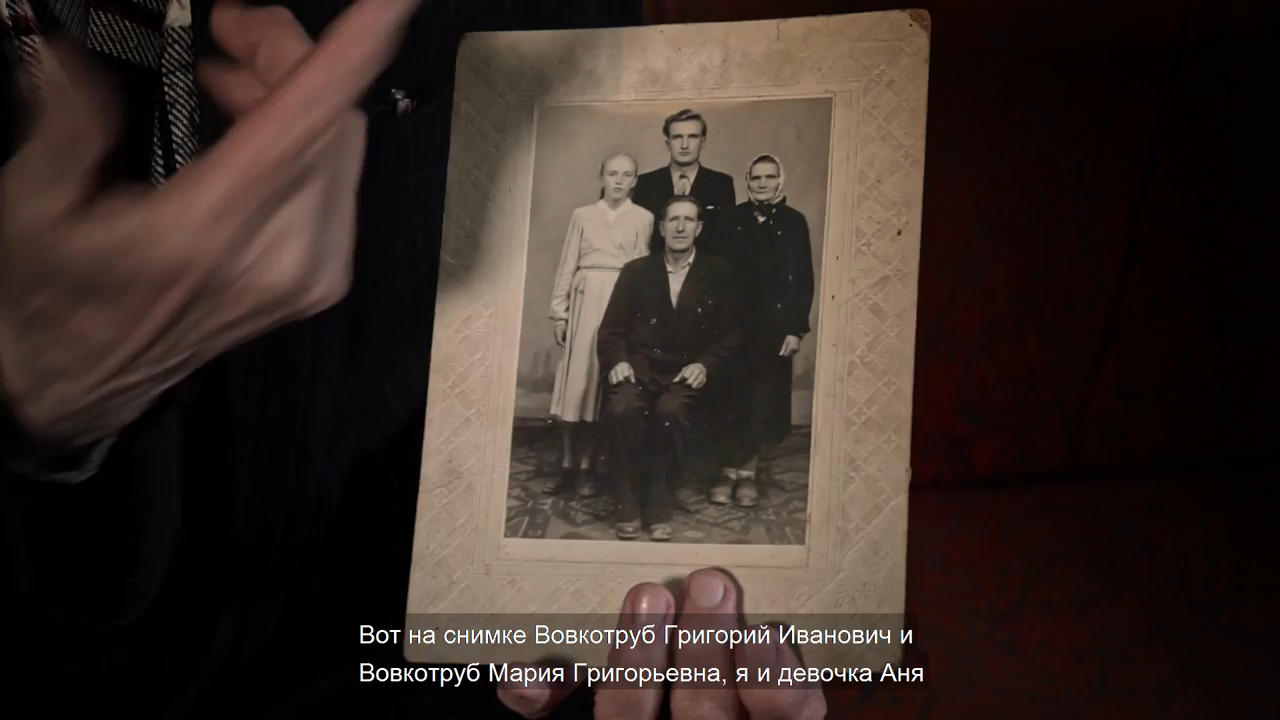 Вот на снимке Вовкотруб Григорий Иванович и
Вовкотруб Мария Григорьевна, я и девочка Аня